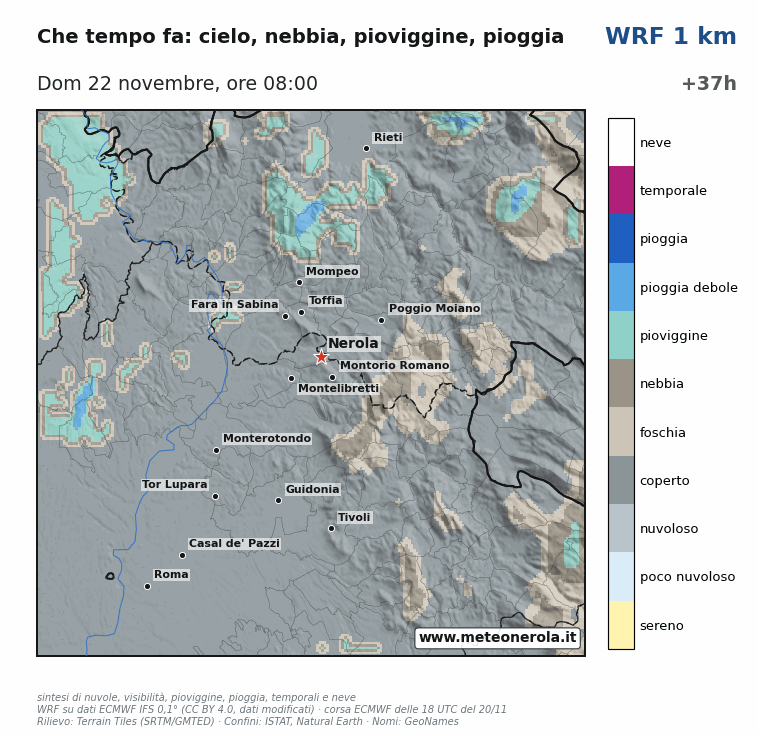 Che tempo fa: cielo, nebbia, pioviggine, pioggia
WRF 1 km
Dom 22 novembre, ore 08:00
+37h
Rieti
Mompeo
Fara in Sabina
Toffia
Poggio Moiano
Nerola
Montorio Romano
Montelibretti
Monterotondo
Tor Lupara
Guidonia
Tivoli
Casal de' Pazzi
Roma
www.meteonerola.it
neve
temporale
pioggia
pioggia debole
pioviggine
nebbia
foschia
coperto
nuvoloso
poco nuvoloso
sereno
sintesi di nuvole, visibilità, pioviggine, pioggia, temporali e neve
WRF su dati ECMWF IFS 0,1° (CC BY 4.0, dati modificati) · corsa ECMWF delle 18 UTC del 20/11
Rilievo: Terrain Tiles (SRTM/GMTED) · Confini: ISTAT, Natural Earth · Nomi: GeoNames